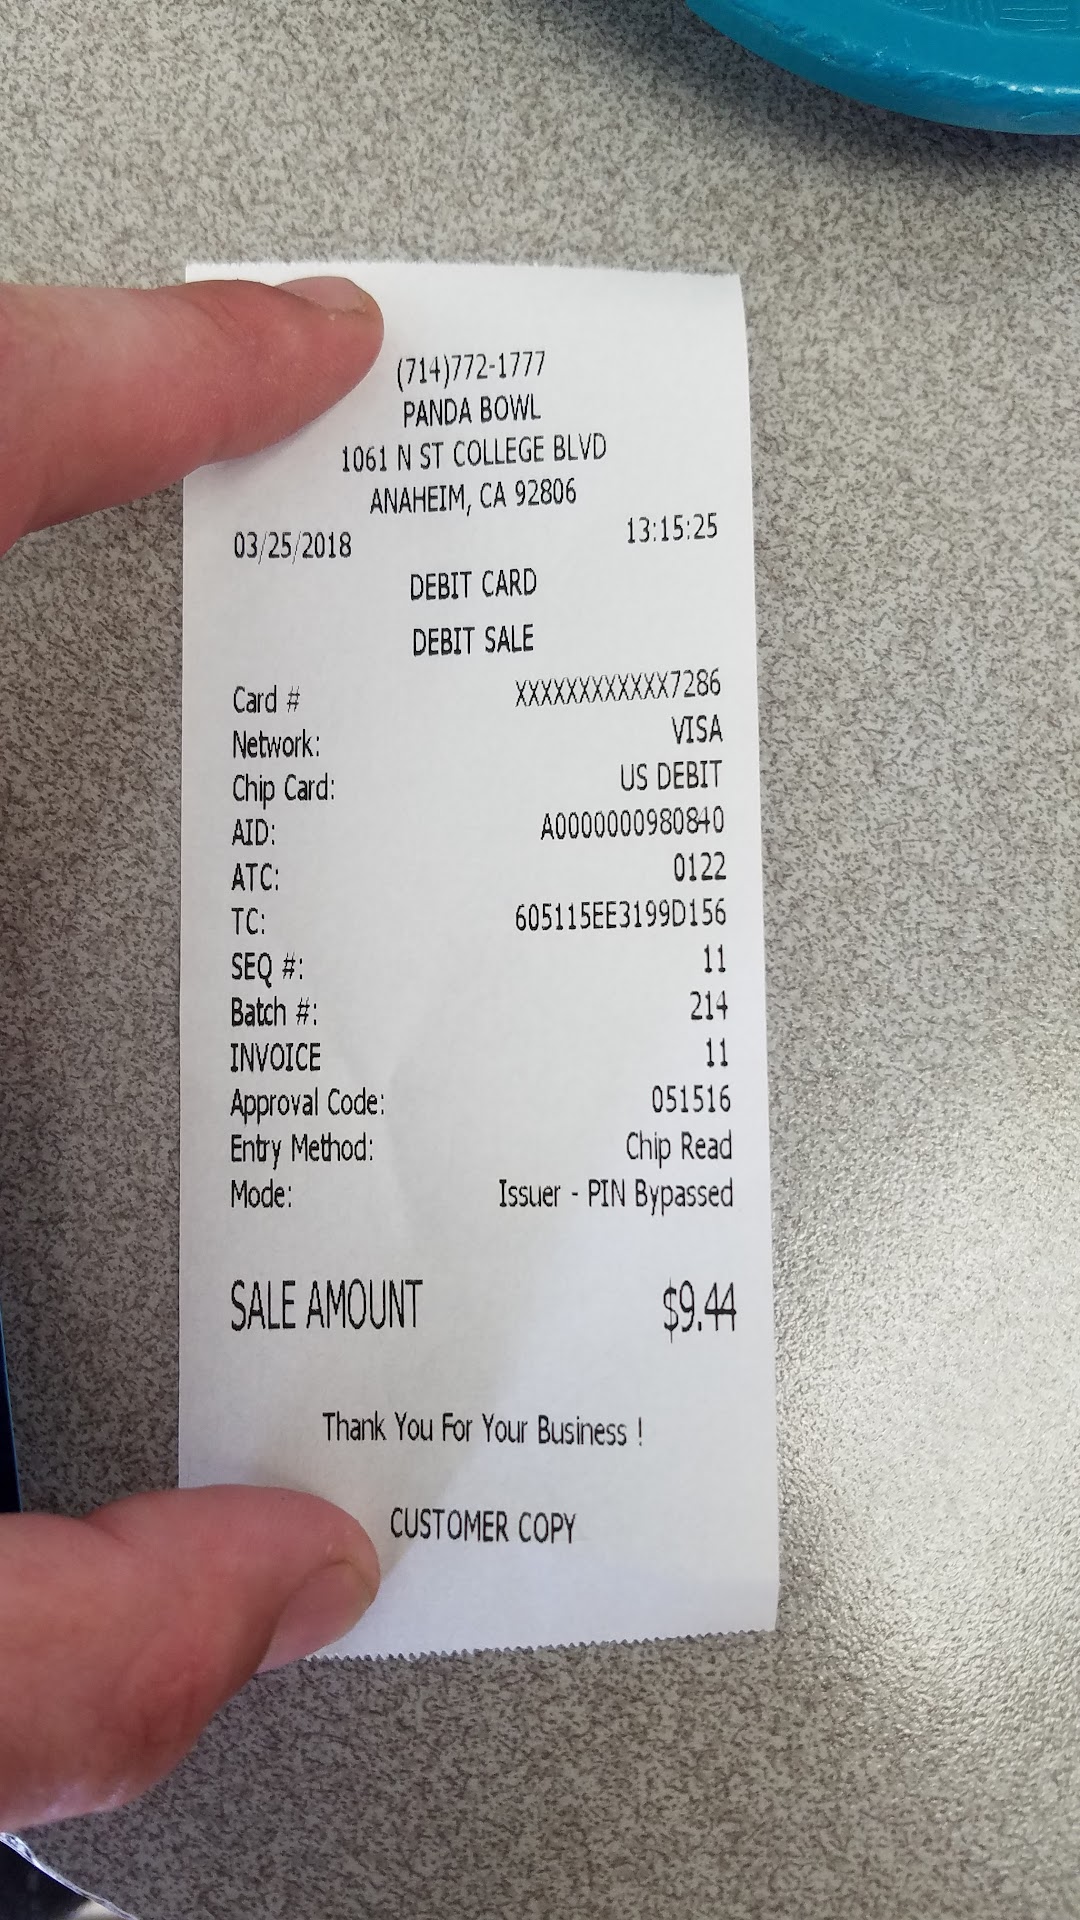 (714)772-1777
PANDA BOWL
1061 N ST COLLEGE BLVD
ANAHEIM, CA 92806
03/25/2018 13:15:25
DEBIT CARD
DEBIT SALE
Card # XXXXXXXXXXXX7286
Network: VISA
Chip Card: US DEBIT
AID: A0000000980840
ATC: 0122
TC: 605115EE3199D156
SEQ #: 11
Batch #: 214
INVOICE 11
Approval Code: 051516
Entry Method: Chip Read
Mode: Issuer - PIN Bypassed
SALE AMOUNT $9.44
Thank You For Your Business !
CUSTOMER COPY